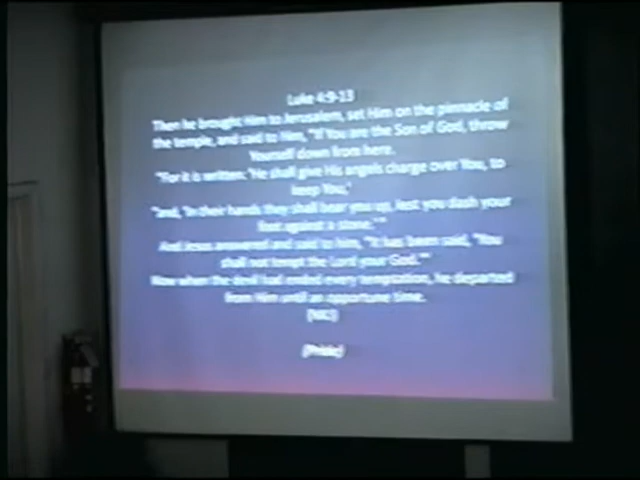 Luke 4:9-13
Then he brought Him to Jerusalem, set Him on the pinnacle of
the temple, and said to Him, "If You are the Son of God, throw
Yourself down from here.
"For it is written: 'He shall give His angels charge over You, to
keep You,'
"and, 'In their hands they shall bear you up, lest you dash your
foot against a stone.'"
And Jesus answered and said to him, "It has been said, 'You
shall not tempt the Lord your God.'"
Now when the devil had ended every temptation, he departed
from Him until an opportune time.
(Pride)